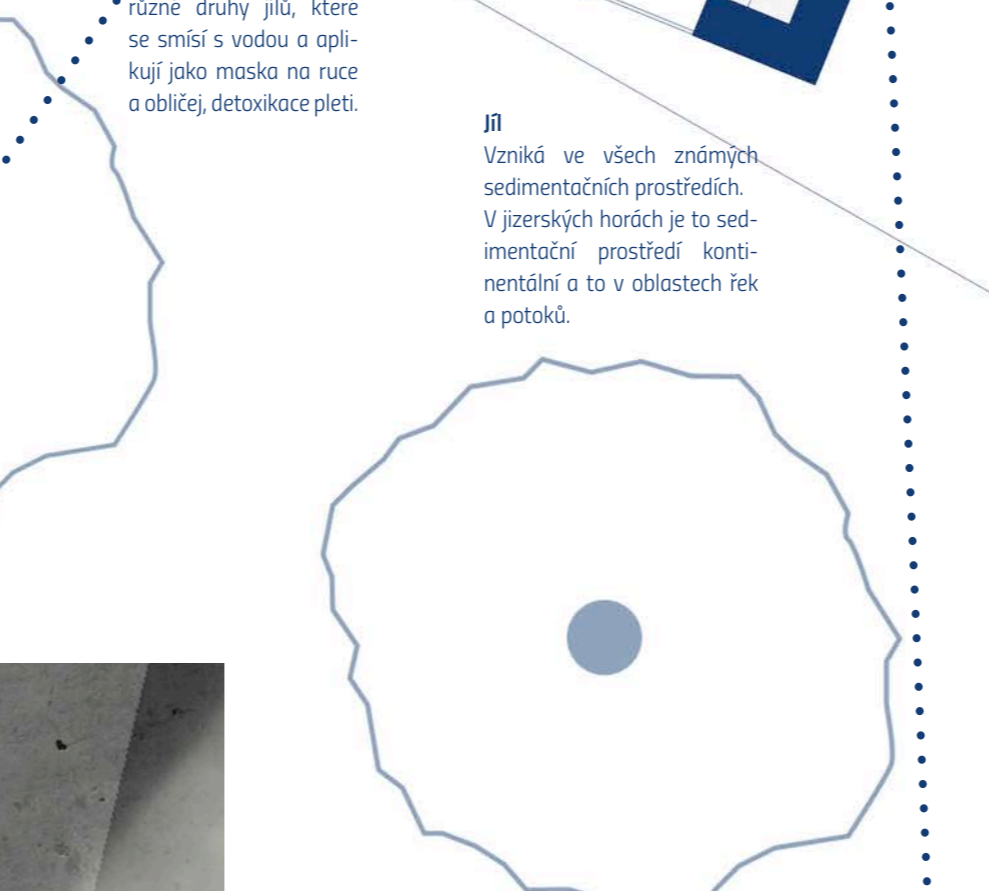 různé druhy jílů, které
se smísí s vodou a apli-
kují jako maska na ruce
a obličej, detoxikace pleti.
Jíl
Vzniká ve všech známých
sedimentačních prostředích.
V jizerských horách je to sed-
imentační prostředí konti-
nentální a to v oblastech řek
a potoků.